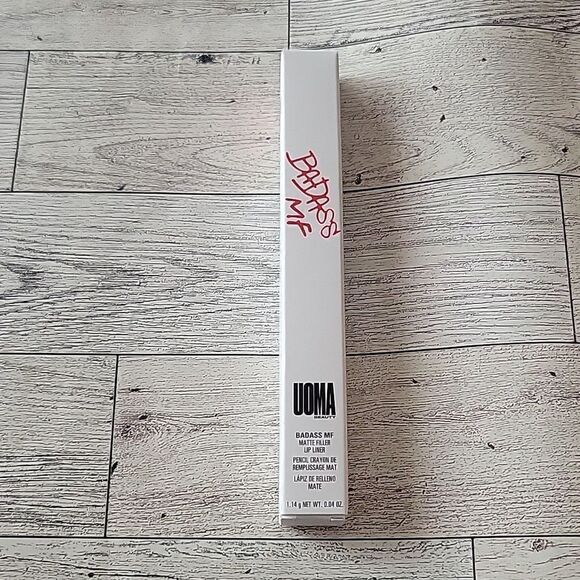 BADASS
MF
UOMA
BEAUTY
BADASS MF
MATTE FILLER
LIP LINER
PENCIL CRAYON DE
REMPLISSAGE MAT
LÁPIZ DE RELLENO
MATE
1.14 g NET WT. 0.04 OZ.